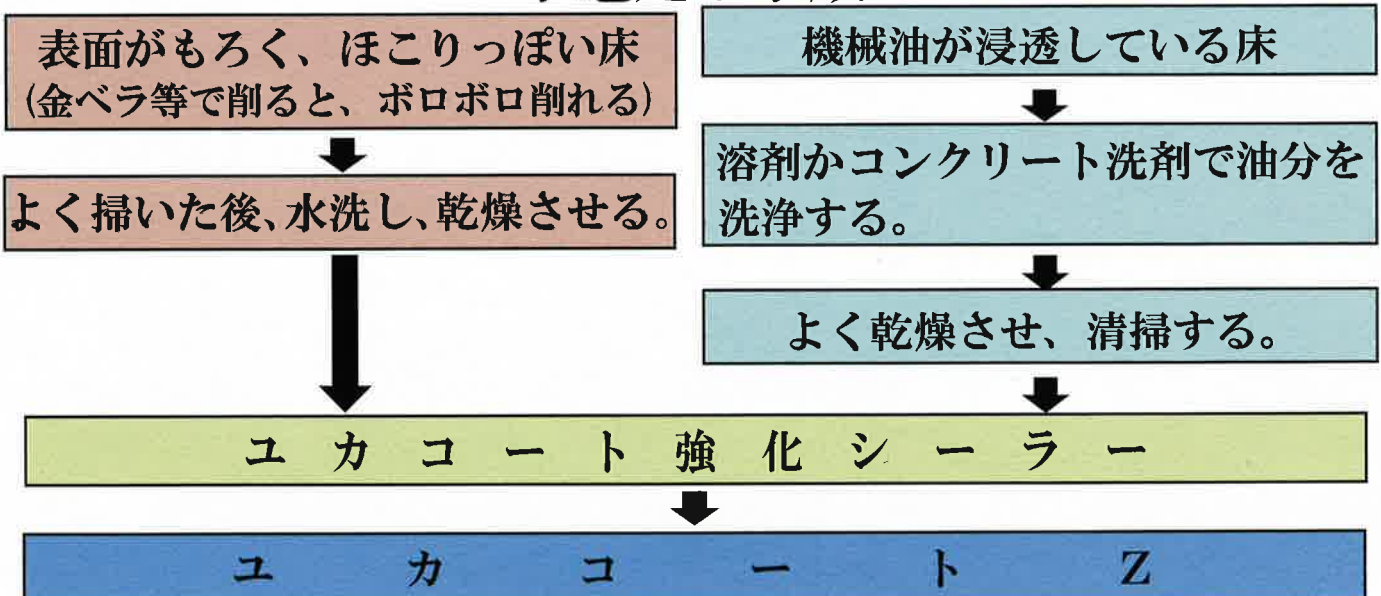 表面がもろく、ほこりっぽい床
(金ベラ等で削ると、ボロボロ削れる)
よく掃いた後、水洗し、乾燥させる。
機械油が浸透している床
溶剤かコンクリート洗剤で油分を
洗浄する。
よく乾燥させ、清掃する。
ユカコート強化シーラー
ユカコートZ